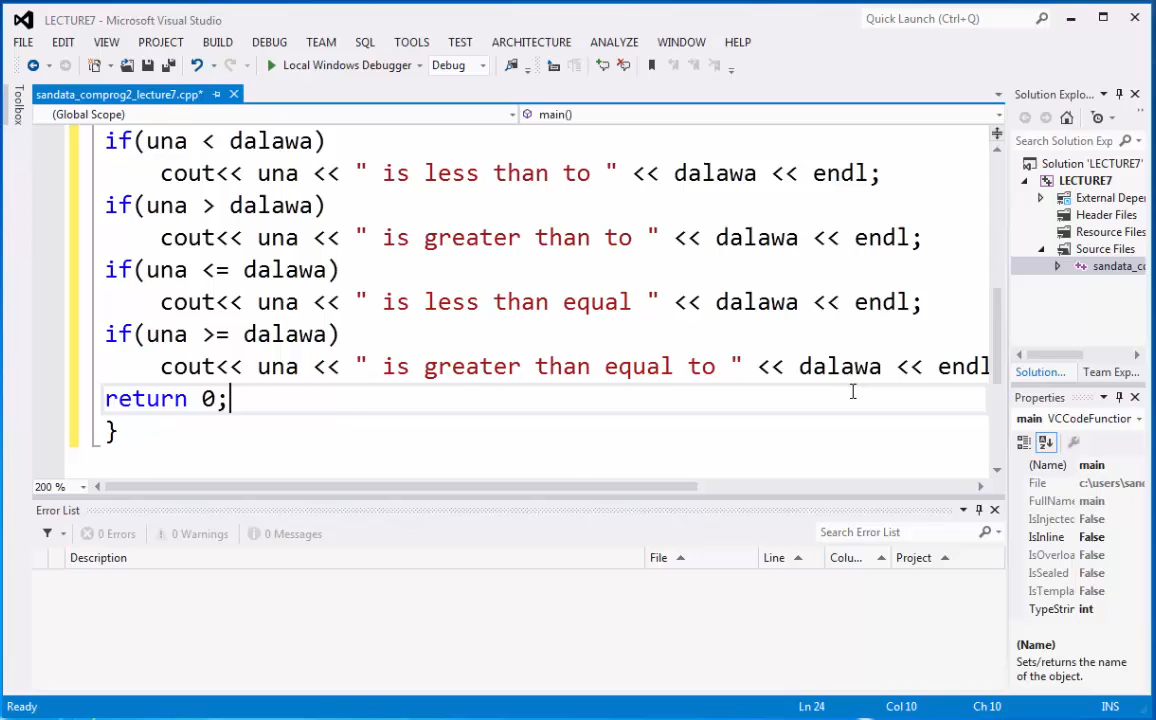 LECTURE7 - Microsoft Visual Studio
Quick Launch (Ctrl+Q)
FILE EDIT VIEW PROJECT BUILD DEBUG TEAM SQL TOOLS TEST ARCHITECTURE ANALYZE WINDOW HELP
Local Windows Debugger Debug
Toolbox
sandata_comprog2_lecture7.cpp*
(Global Scope) main()
if(una < dalawa)
cout<< una << " is less than to " << dalawa << endl;
if(una > dalawa)
cout<< una << " is greater than to " << dalawa << endl;
if(una <= dalawa)
cout<< una << " is less than equal " << dalawa << endl;
if(una >= dalawa)
cout<< una << " is greater than equal to " << dalawa << endl
return 0;
}
200 %
Error List
0 Errors 0 Warnings 0 Messages
Search Error List
Description File Line Colu... Project
Solution Explo...
Search Solution Exp
Solution 'LECTURE7'
LECTURE7
External Depe
Header Files
Resource Files
Source Files
sandata_co
Solution... Team Exp...
Properties
main VCCodeFunction
(Name) main
File c:\users\sand
FullName main
IsInjected False
IsInline False
IsOverloa False
IsSealed False
IsTempla False
TypeStrin int
(Name)
Sets/returns the name
of the object.
Ready Ln 24 Col 10 Ch 10 INS